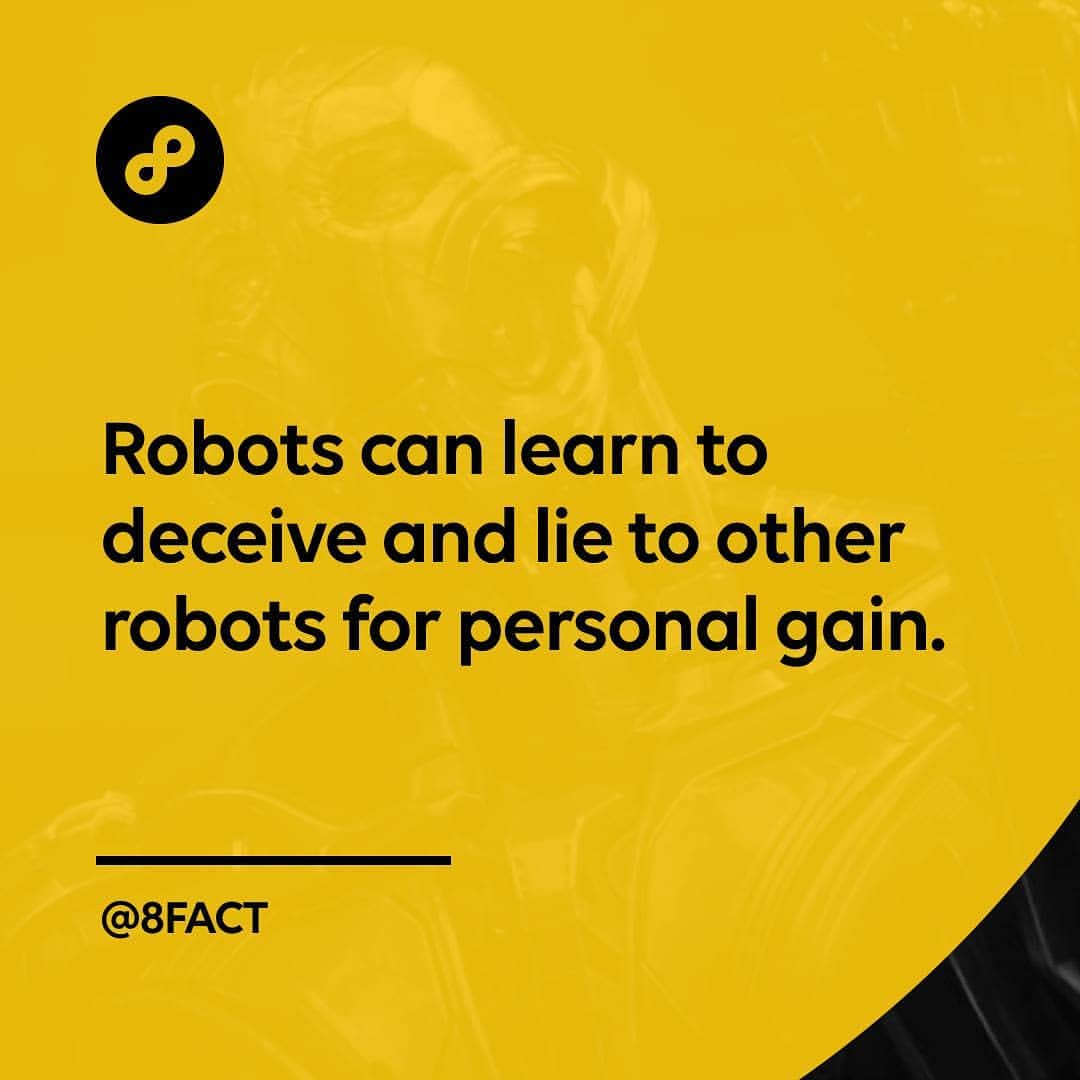 Robots can learn to
deceive and lie to other
robots for personal gain.
@8FACT